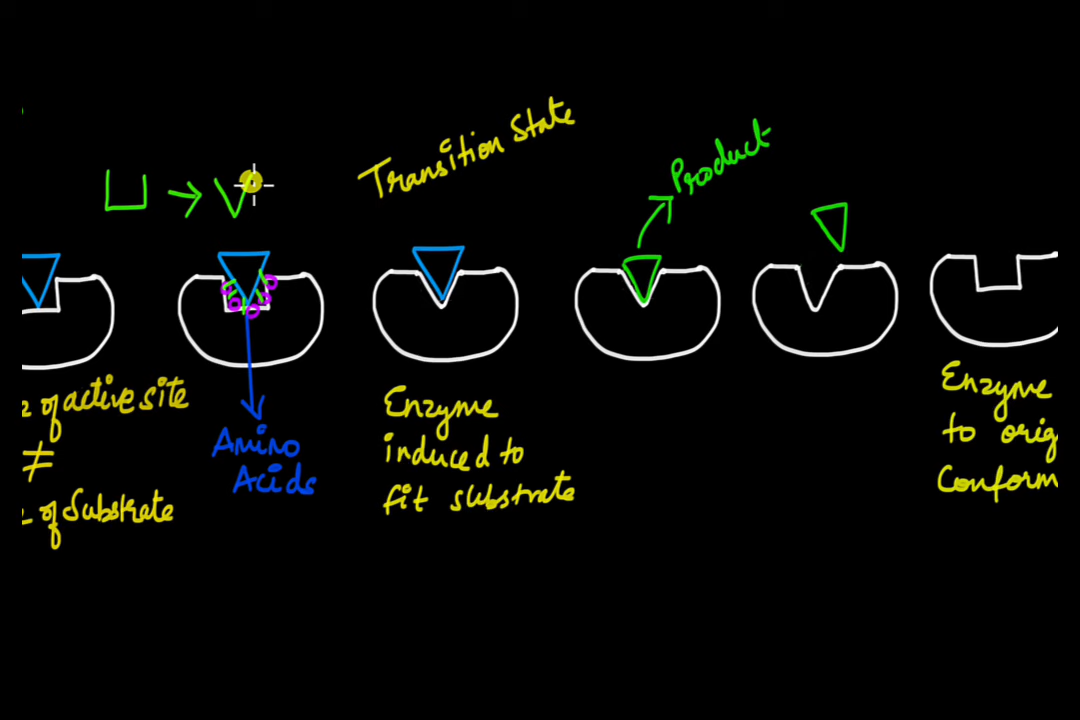 Transition State
Product
of active site
≠
of Substrate
Amino
Acids
Enzyme
induced to
fit substrate
Enzyme
to orig
Conform